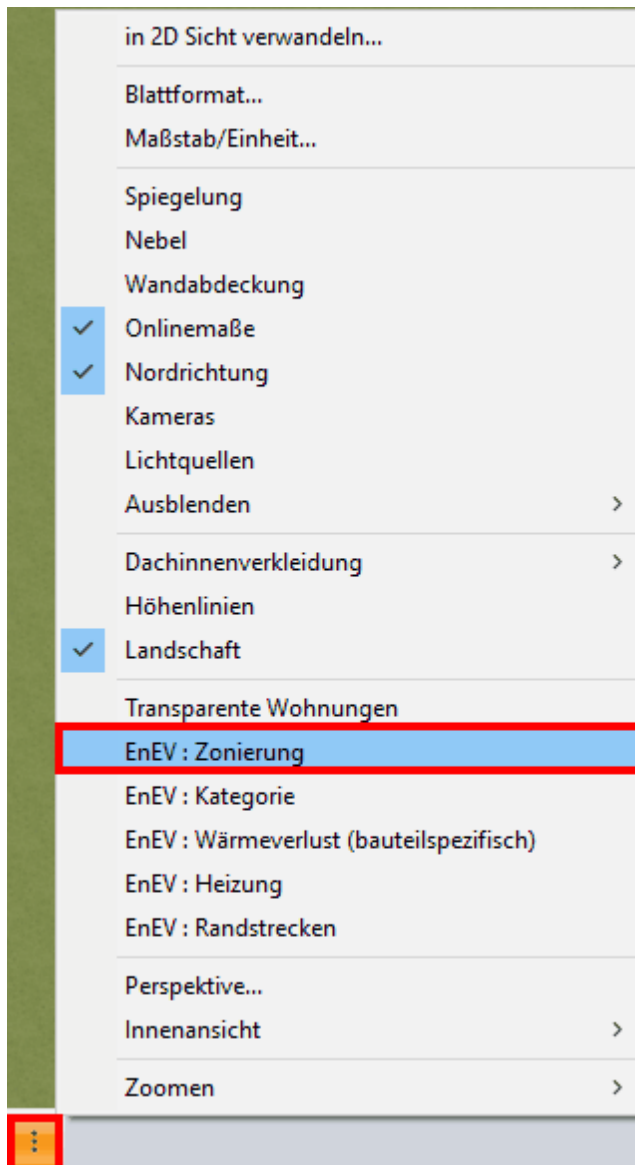 in 2D Sicht verwandeln...
Blattformat...
Maßstab/Einheit...
Spiegelung
Nebel
Wandabdeckung
Onlinemaße
Nordrichtung
Kameras
Lichtquellen
Ausblenden
Dachinnenverkleidung
Höhenlinien
Landschaft
Transparente Wohnungen
EnEV : Zonierung
EnEV : Kategorie
EnEV : Wärmeverlust (bauteilspezifisch)
EnEV : Heizung
EnEV : Randstrecken
Perspektive...
Innenansicht
Zoomen